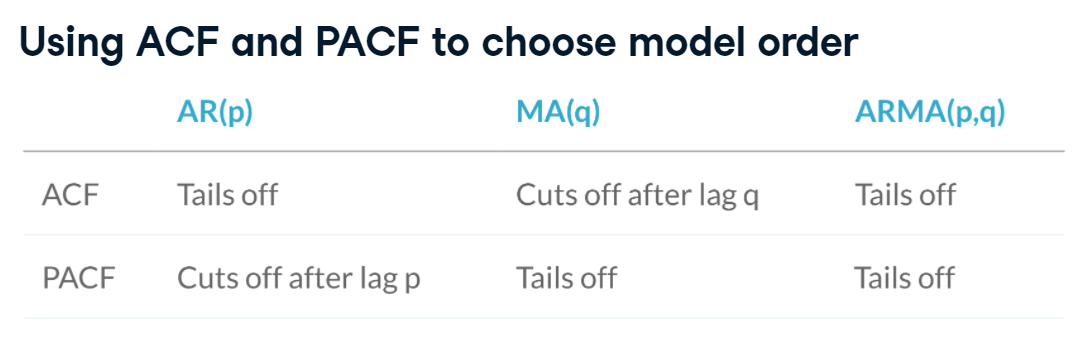 Using ACF and PACF to choose model order
AR(p) MA(q) ARMA(p,q)
ACF Tails off Cuts off after lag q Tails off
PACF Cuts off after lag p Tails off Tails off